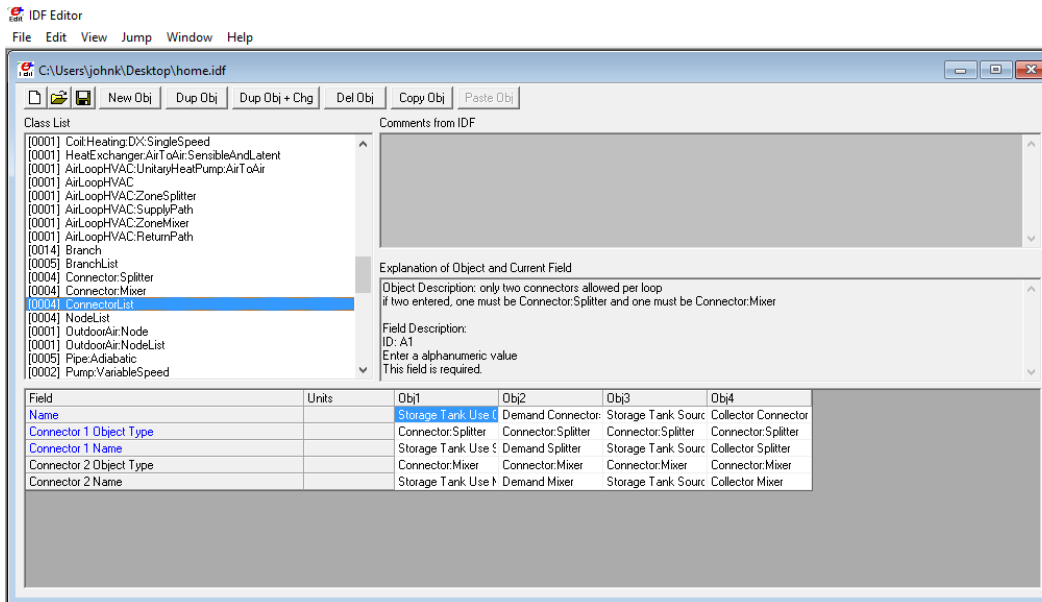 IDF Editor
File Edit View Jump Window Help
C:\Users\johnk\Desktop\home.idf
New Obj Dup Obj Dup Obj + Chg Del Obj Copy Obj Paste Obj
Class List
[0001] Coil:Heating:DX:SingleSpeed
[0001] HeatExchanger:AirToAir:SensibleAndLatent
[0001] AirLoopHVAC:UnitaryHeatPump:AirToAir
[0001] AirLoopHVAC
[0001] AirLoopHVAC:ZoneSplitter
[0001] AirLoopHVAC:SupplyPath
[0001] AirLoopHVAC:ZoneMixer
[0001] AirLoopHVAC:ReturnPath
[0014] Branch
[0005] BranchList
[0004] Connector:Splitter
[0004] Connector:Mixer
[0004] ConnectorList
[0004] NodeList
[0001] OutdoorAir:Node
[0001] OutdoorAir:NodeList
[0005] Pipe:Adiabatic
[0002] Pump:VariableSpeed
Comments from IDF
Explanation of Object and Current Field
Object Description: only two connectors allowed per loop
if two entered, one must be Connector:Splitter and one must be Connector:Mixer
Field Description:
ID: A1
Enter a alphanumeric value
This field is required.
Field Units Obj1 Obj2 Obj3 Obj4
Name Storage Tank Use Demand Connector: Storage Tank Sourc Collector Connector
Connector 1 Object Type Connector:Splitter Connector:Splitter Connector:Splitter Connector:Splitter
Connector 1 Name Storage Tank Use S Demand Splitter Storage Tank Sourc Collector Splitter
Connector 2 Object Type Connector:Mixer Connector:Mixer Connector:Mixer Connector:Mixer
Connector 2 Name Storage Tank Use M Demand Mixer Storage Tank Sourc Collector Mixer